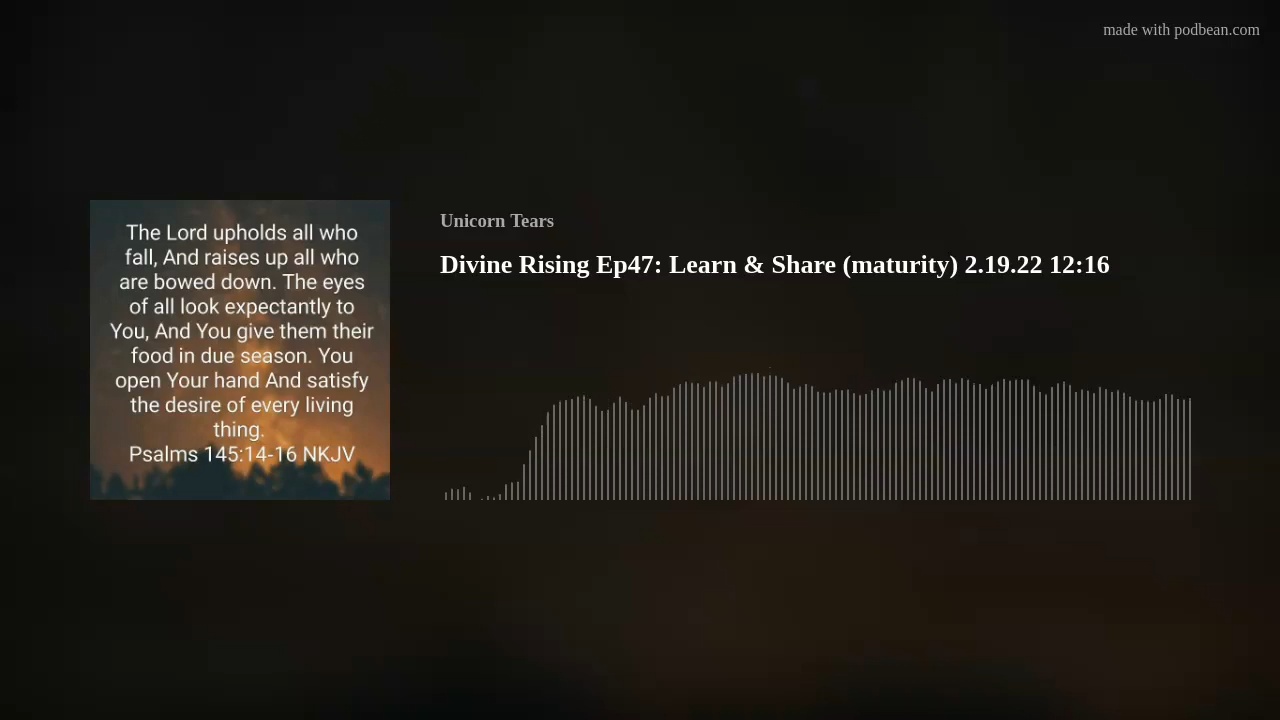 made with podbean.com
The Lord upholds all who
fall, And raises up all who
are bowed down. The eyes
of all look expectantly to
You, And You give them their
food in due season. You
open Your hand And satisfy
the desire of every living
thing.
Psalms 145:14-16 NKJV
Unicorn Tears
Divine Rising Ep47: Learn & Share (maturity) 2.19.22 12:16